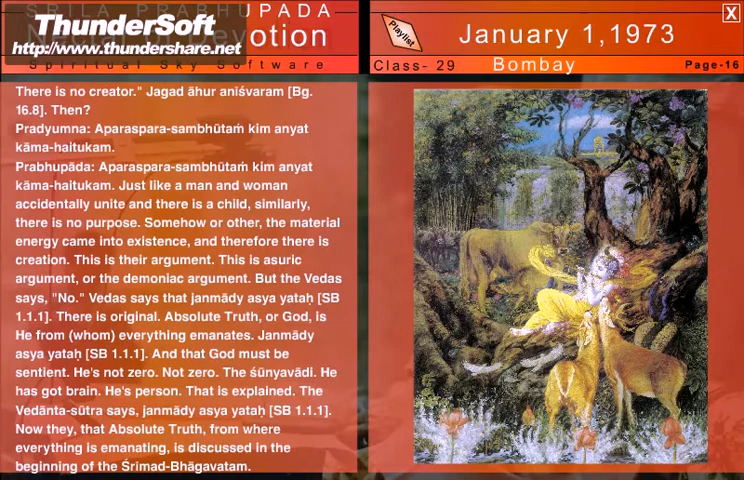 SRILA PRABHUPADA
Nectar of Devotion
Spiritual Sky Software
ThunderSoft
http://www.thundershare.net
Playlist
January 1,1973
X
Class- 29
Bombay
Page-16
There is no creator." Jagad āhur aniśvaram [Bg.
16.8]. Then?
Pradyumna: Aparaspara-sambhūtaṁ kim anyat
kāma-haitukam.
Prabhupāda: Aparaspara-sambhūtaṁ kim anyat
kāma-haitukam. Just like a man and woman
accidentally unite and there is a child, similarly,
there is no purpose. Somehow or other, the material
energy came into existence, and therefore there is
creation. This is their argument. This is asuric
argument, or the demoniac argument. But the Vedas
says, "No." Vedas says that janmādy asya yataḥ [SB
1.1.1]. There is original. Absolute Truth, or God, is
He from (whom) everything emanates. Janmādy
asya yataḥ [SB 1.1.1]. And that God must be
sentient. He's not zero. Not zero. The śūnyavādi. He
has got brain. He's person. That is explained. The
Vedānta-sūtra says, janmādy asya yataḥ [SB 1.1.1].
Now they, that Absolute Truth, from where
everything is emanating, is discussed in the
beginning of the Śrīmad-Bhāgavatam.